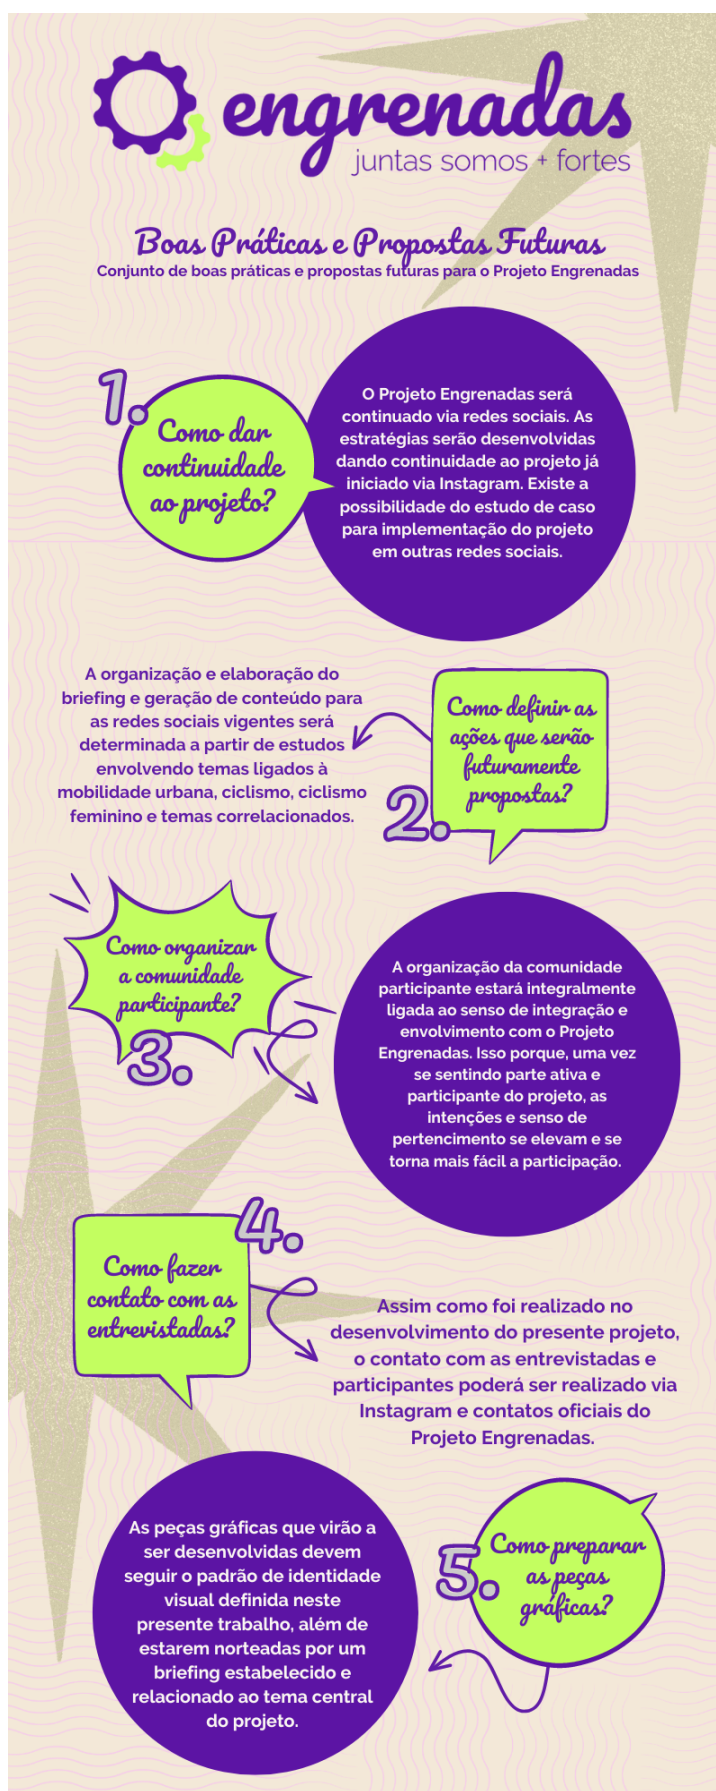 engrenadas
juntas somos + fortes
Boas Práticas e Propostas Futuras
Conjunto de boas práticas e propostas futuras para o Projeto Engrenadas
1.
Como dar
continuidade
ao projeto?
O Projeto Engrenadas será
continuado via redes sociais. As
estratégias serão desenvolvidas
dando continuidade ao projeto já
iniciado via Instagram. Existe a
possibilidade do estudo de caso
para implementação do projeto
em outras redes sociais.
2.
Como definir as
ações que serão
futuramente
propostas?
A organização e elaboração do
briefing e geração de conteúdo para
as redes sociais vigentes será
determinada a partir de estudos
envolvendo temas ligados à
mobilidade urbana, ciclismo, ciclismo
feminino e temas correlacionados.
3.
Como organizar
a comunidade
participante?
A organização da comunidade
participante estará integralmente
ligada ao senso de integração e
envolvimento com o Projeto
Engrenadas. Isso porque, uma vez
se sentindo parte ativa e
participante do projeto, as
intenções e senso de
pertencimento se elevam e se
torna mais fácil a participação.
4.
Como fazer
contato com as
entrevistadas?
Assim como foi realizado no
desenvolvimento do presente projeto,
o contato com as entrevistadas e
participantes poderá ser realizado via
Instagram e contatos oficiais do
Projeto Engrenadas.
5.
Como preparar
as peças
gráficas?
As peças gráficas que virão a
ser desenvolvidas devem
seguir o padrão de identidade
visual definida neste
presente trabalho, além de
estarem norteadas por um
briefing estabelecido e
relacionado ao tema central
do projeto.